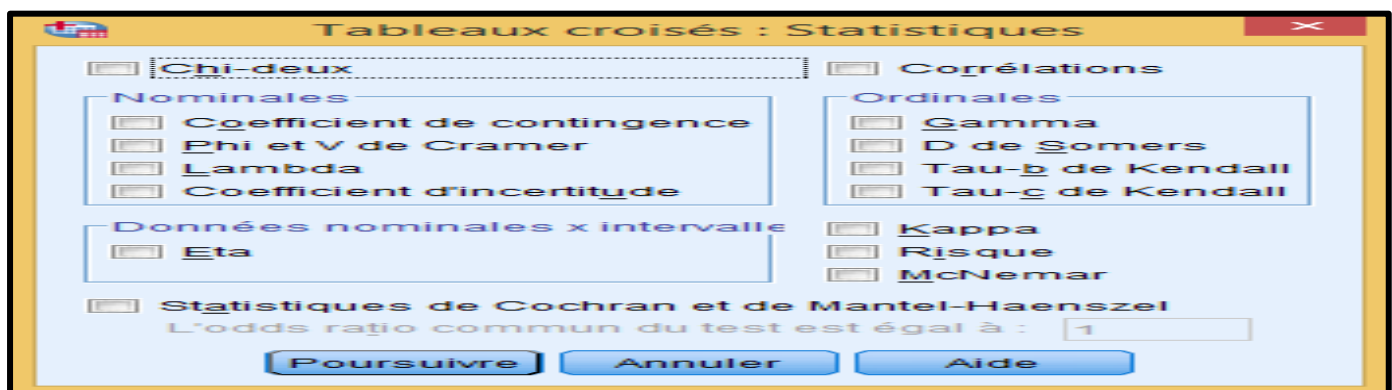 Tableaux croisés : Statistiques
Chi-deux
Corrélations
Nominales
Coefficient de contingence
Phi et V de Cramer
Lambda
Coefficient d'incertitude
Ordinales
Gamma
D de Somers
Tau-b de Kendall
Tau-c de Kendall
Données nominales x intervalle
Eta
Kappa
Risque
McNemar
Statistiques de Cochran et de Mantel-Haenszel
L'odds ratio commun du test est égal à : 1
Poursuivre Annuler Aide